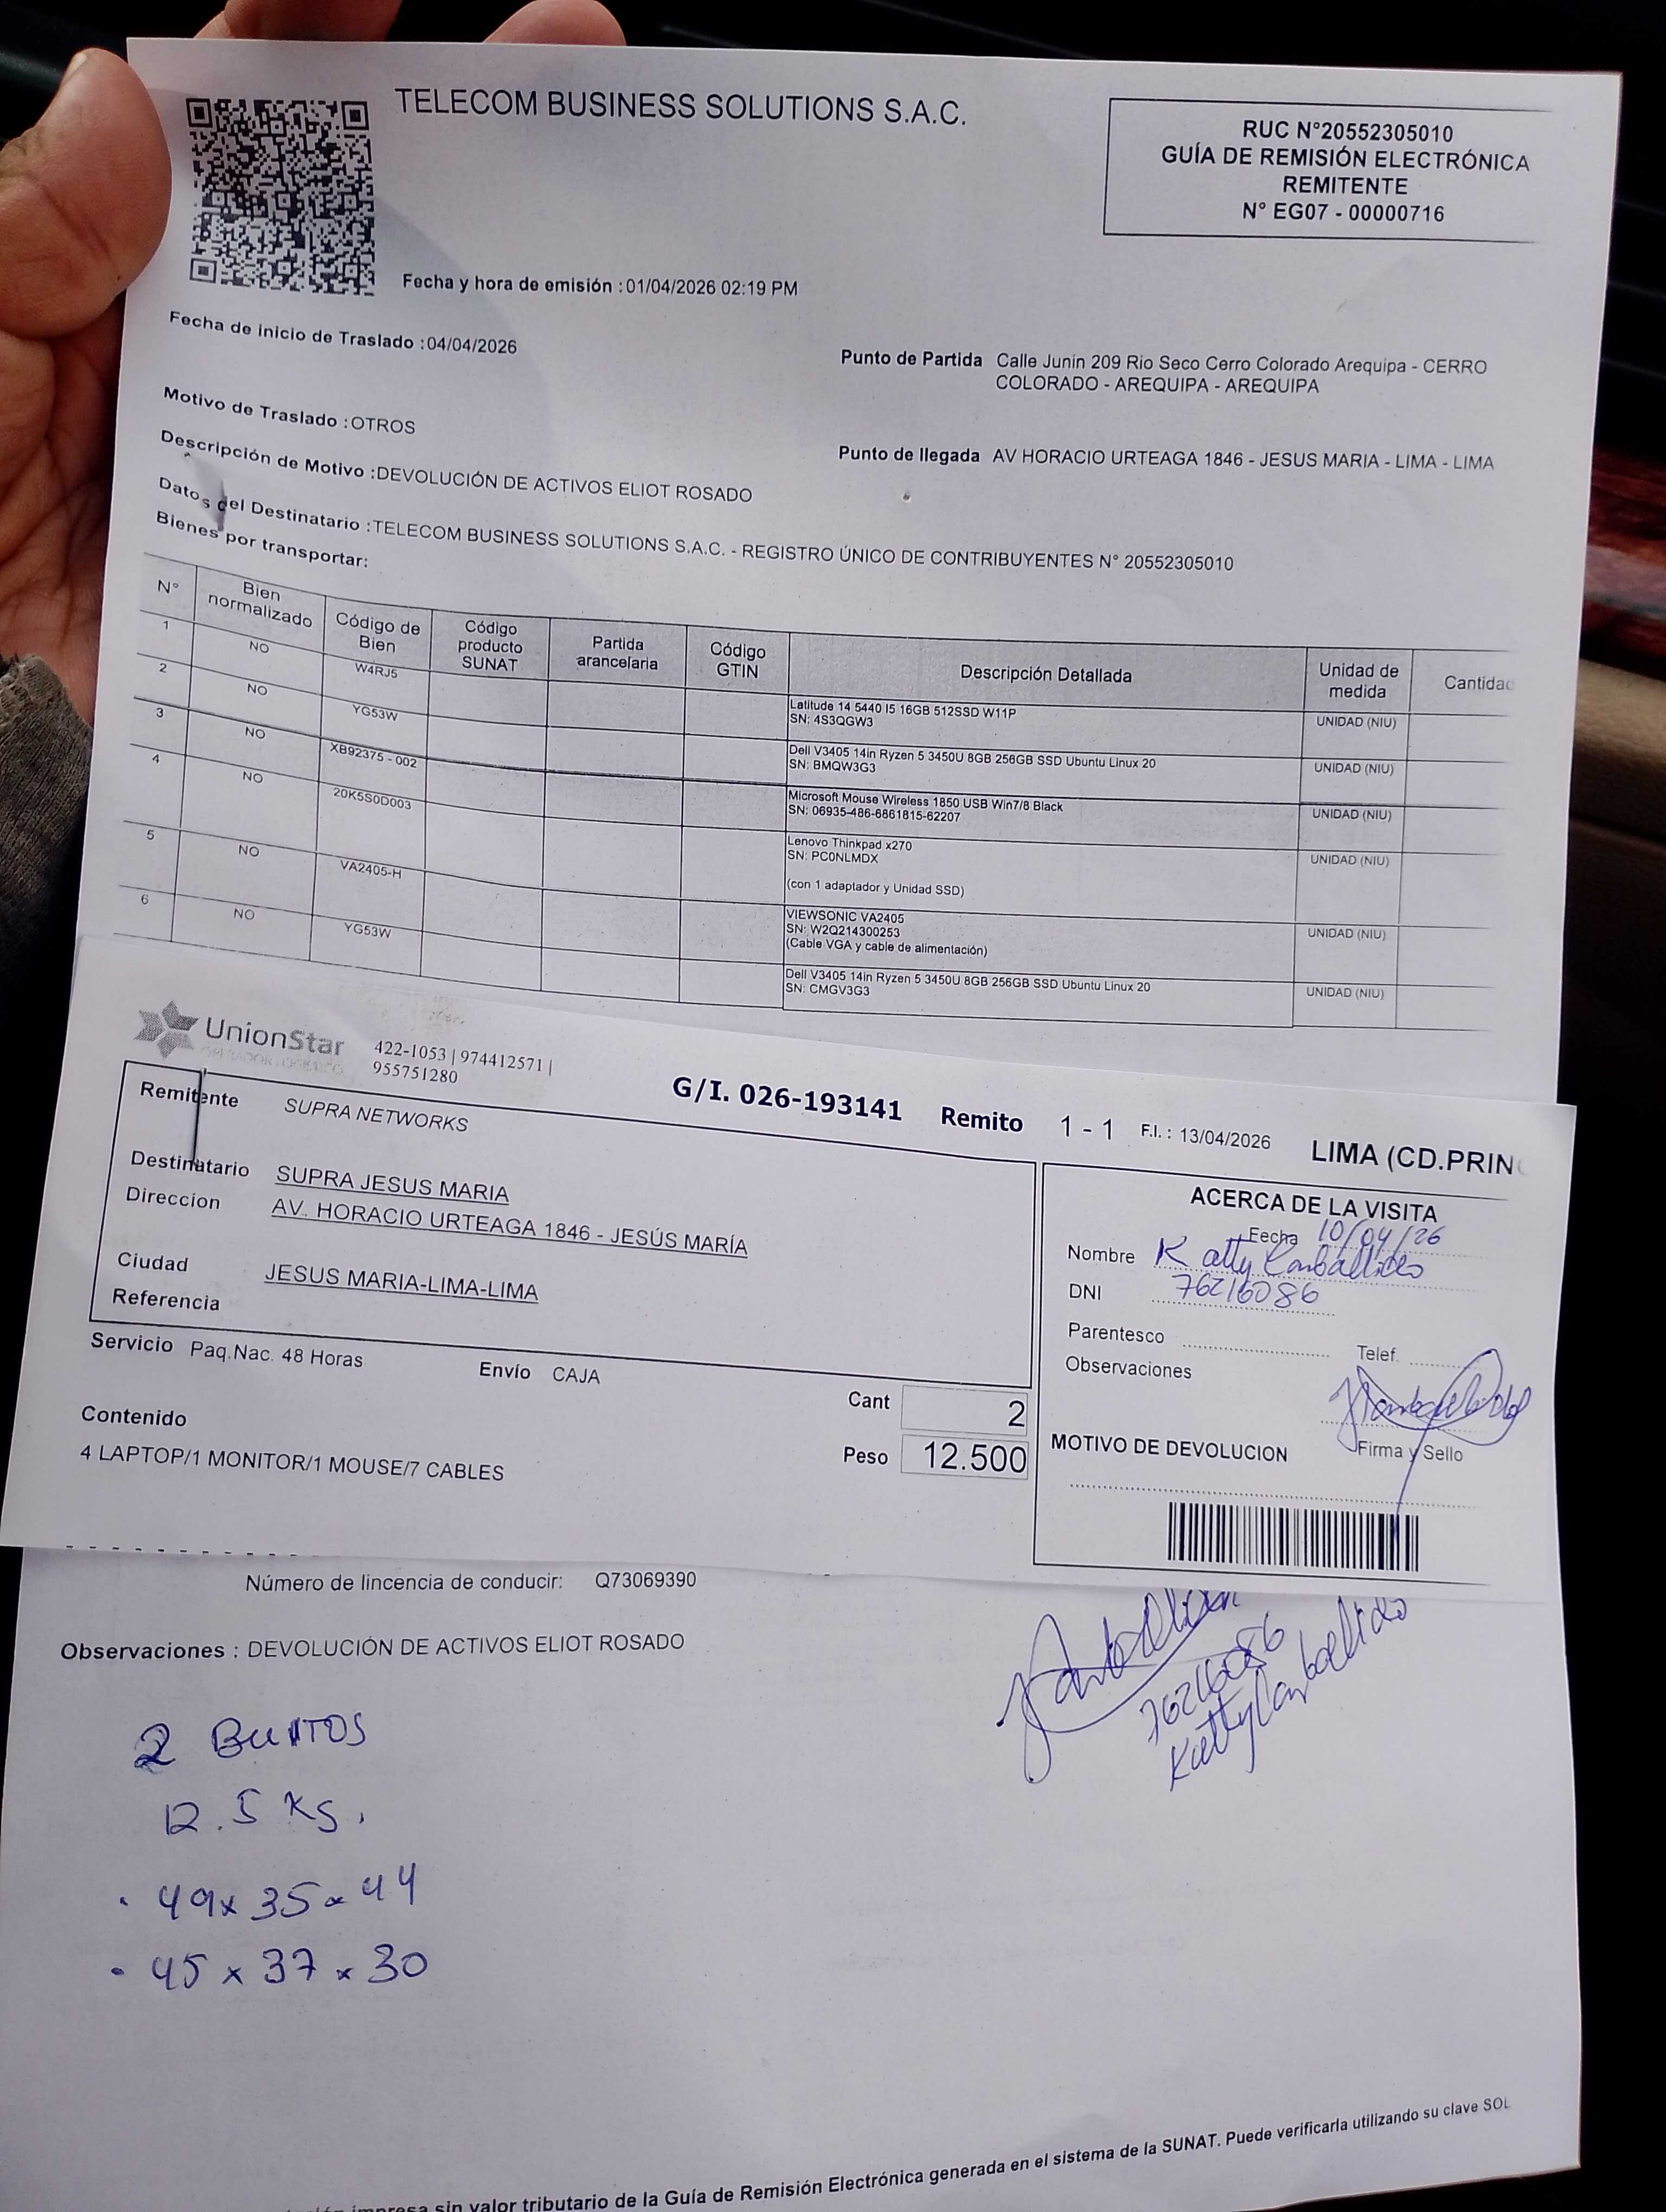 TELECOM BUSINESS SOLUTIONS S.A.C.
RUC N°20552305010
GUÍA DE REMISIÓN ELECTRÓNICA
REMITENTE
N° EG07 - 00000716
Fecha y hora de emisión :01/04/2026 02:19 PM
Fecha de inicio de Traslado :04/04/2026
Punto de Partida Calle Junin 209 Rio Seco Cerro Colorado Arequipa - CERRO
COLORADO - AREQUIPA - AREQUIPA
Motivo de Traslado :OTROS
Punto de llegada AV HORACIO URTEAGA 1846 - JESUS MARIA - LIMA - LIMA
Descripción de Motivo :DEVOLUCIÓN DE ACTIVOS ELIOT ROSADO
Datos del Destinatario :TELECOM BUSINESS SOLUTIONS S.A.C. - REGISTRO ÚNICO DE CONTRIBUYENTES N° 20552305010
Bienes por transportar:
N° Bien normalizado Código de Bien Código producto SUNAT Partida arancelaria Código GTIN Descripción Detallada Unidad de medida
1 NO W4RJ5 Latitude 14 5440 I5 16GB 512SSD W11P UNIDAD (NIU)
SN: 4S3QGW3
2 NO YG53W Dell V3405 14in Ryzen 5 3450U 8GB 256GB SSD Ubuntu Linux 20 UNIDAD (NIU)
SN: BMQW3G3
3 NO XB92375 - 002 Microsoft Mouse Wireless 1850 USB Win7/8 Black UNIDAD (NIU)
SN: 06935-486-6861815-62207
4 NO 20K5S0D003 Lenovo Thinkpad x270 UNIDAD (NIU)
SN: PC0NLMDX
(con 1 adaptador y Unidad SSD)
5 NO VA2405-H VIEWSONIC VA2405 UNIDAD (NIU)
SN: W2Q214300253
(Cable VGA y cable de alimentación)
6 NO YG53W Dell V3405 14in Ryzen 5 3450U 8GB 256GB SSD Ubuntu Linux 20 UNIDAD (NIU)
SN: CMGV3G3
UnionStar
422-1053 | 974412571 |
955751280
G/I. 026-193141 Remito 1 - 1 F.I. : 13/04/2026 LIMA (CD.PRIN
Remitente SUPRA NETWORKS
Destinatario SUPRA JESUS MARIA
Direccion AV. HORACIO URTEAGA 1846 - JESÚS MARÍA
Ciudad JESUS MARIA-LIMA-LIMA
Referencia
Servicio Paq.Nac. 48 Horas Envío CAJA
Cant 2
Peso 12.500
Contenido
4 LAPTOP/1 MONITOR/1 MOUSE/7 CABLES
ACERCA DE LA VISITA
Fecha 10/04/26
Nombre Katty Carballido
DNI 76216086
Parentesco
Telef.
Observaciones
Firma y Sello
MOTIVO DE DEVOLUCION
Número de lincencia de conducir: Q73069390
Observaciones : DEVOLUCIÓN DE ACTIVOS ELIOT ROSADO
76216086
Katty Carballido
2 BULTOS
12.5 KS.
· 49x 35 x 44
· 45 x 37 x 30
sin valor tributario de la Guía de Remisión Electrónica generada en el sistema de la SUNAT. Puede verificarla utilizando su clave SOL